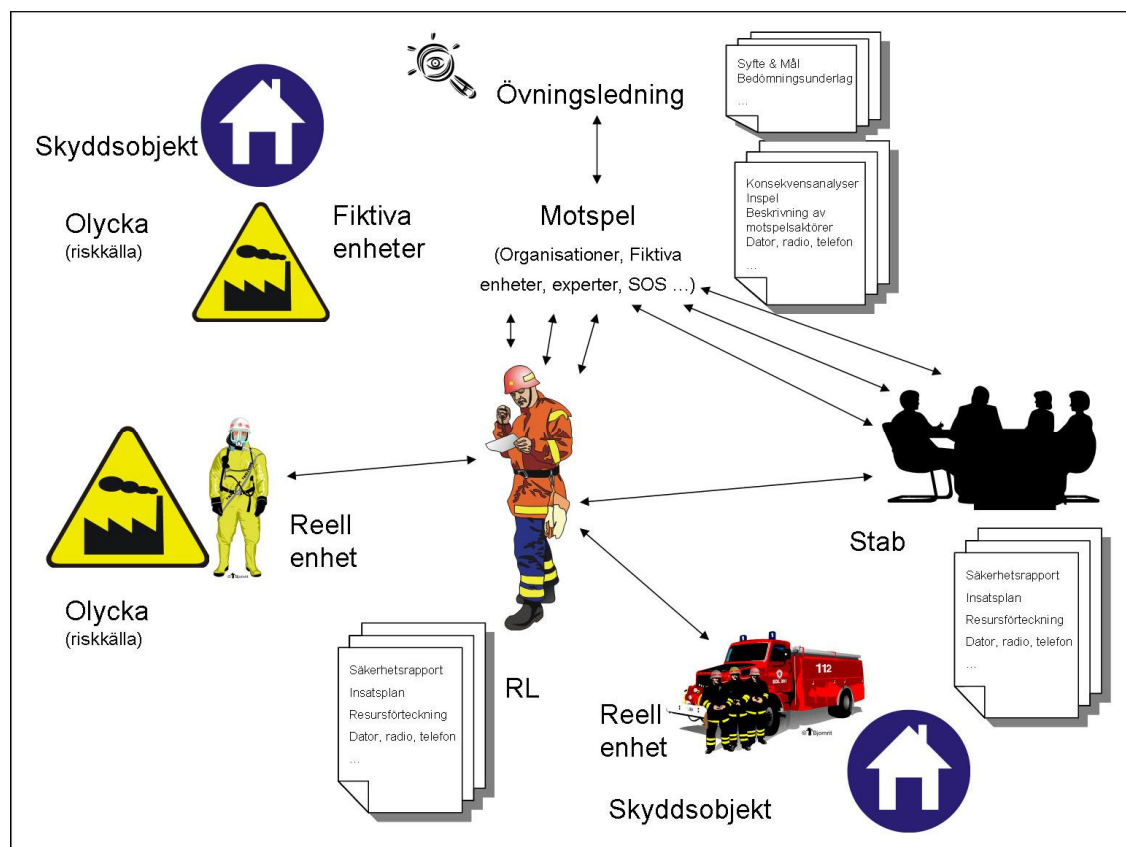 Övningsledning
Syfte & Mål
Bedömningsunderlag
...
Skyddsobjekt
Olycka
(riskkälla)
Fiktiva
enheter
Motspel
(Organisationer, Fiktiva
enheter, experter, SOS ...)
Konsekvensanalyser
Inspel
Beskrivning av
motspelsaktörer
Dator, radio, telefon
...
Reell
enhet
©Bjornrit
Olycka
(riskkälla)
Stab
Säkerhetsrapport
Insatsplan
Resursförteckning
Dator, radio, telefon
...
Säkerhetsrapport
Insatsplan
Resursförteckning
Dator, radio, telefon
...
RL
112
Reell
enhet
©Bjornrit
Skyddsobjekt